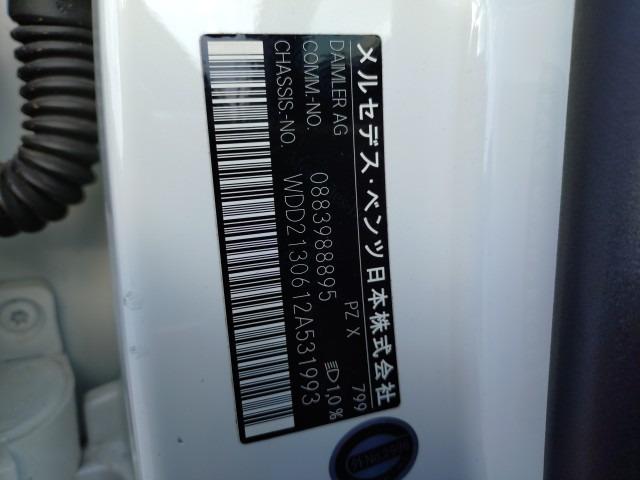 メルセデス・ベンツ日本株式会社
DAIMLER AG PZ X 799
COMM.-NO. 0883988895
CHASSIS.-NO. WDD2130612A531993 1,0%